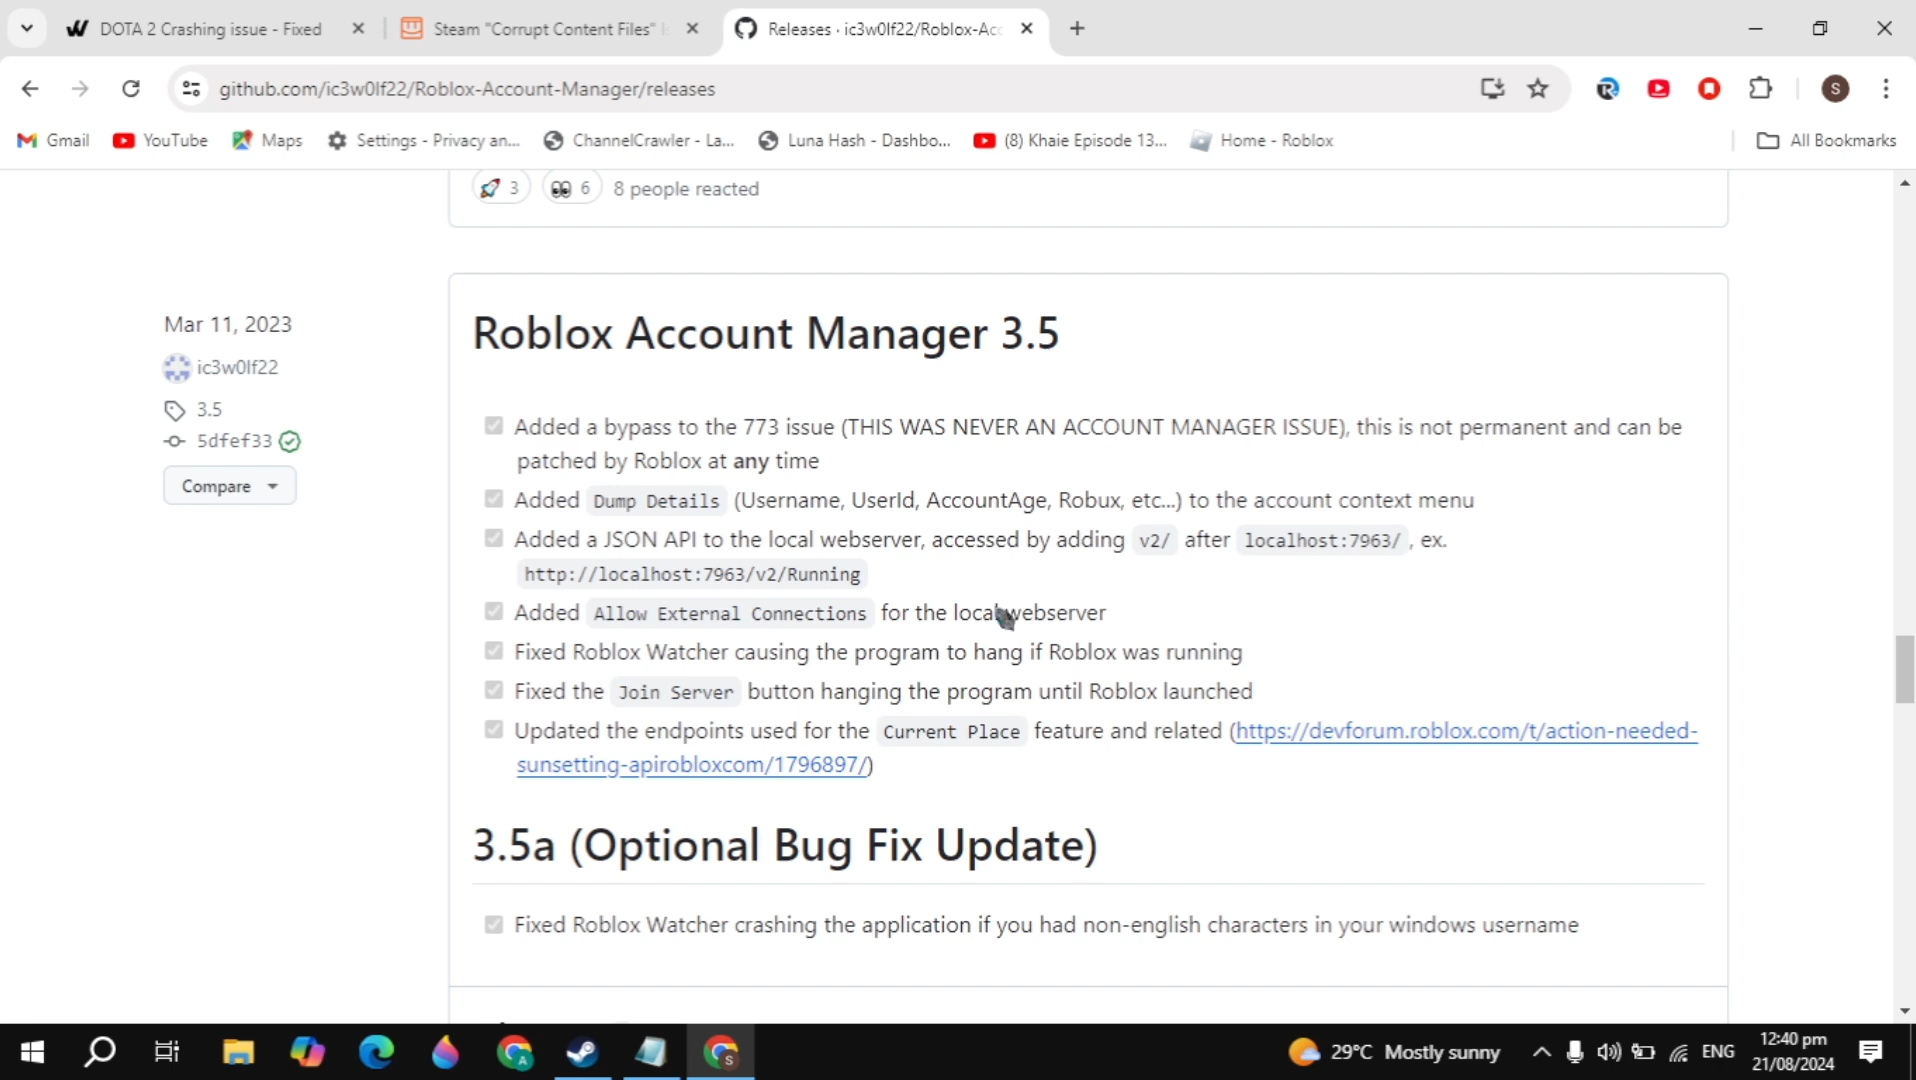 DOTA 2 Crashing issue - Fixed
Steam "Corrupt Content Files" I
Releases · ic3w0lf22/Roblox-Acc
github.com/ic3w0lf22/Roblox-Account-Manager/releases
S
Gmail
YouTube
Maps
Settings - Privacy an...
ChannelCrawler - La...
Luna Hash - Dashbo...
(8) Khaie Episode 13...
Home - Roblox
All Bookmarks
3
6
8 people reacted
Mar 11, 2023
ic3w0lf22
3.5
5dfef33
Compare
Roblox Account Manager 3.5
Added a bypass to the 773 issue (THIS WAS NEVER AN ACCOUNT MANAGER ISSUE), this is not permanent and can be
patched by Roblox at any time
Added Dump Details (Username, UserId, AccountAge, Robux, etc...) to the account context menu
Added a JSON API to the local webserver, accessed by adding v2/ after localhost:7963/ , ex.
http://localhost:7963/v2/Running
Added Allow External Connections for the local webserver
Fixed Roblox Watcher causing the program to hang if Roblox was running
Fixed the Join Server button hanging the program until Roblox launched
Updated the endpoints used for the Current Place feature and related (https://devforum.roblox.com/t/action-needed-
sunsetting-apirobloxcom/1796897/)
3.5a (Optional Bug Fix Update)
Fixed Roblox Watcher crashing the application if you had non-english characters in your windows username
29°C Mostly sunny
ENG
12:40 pm
21/08/2024